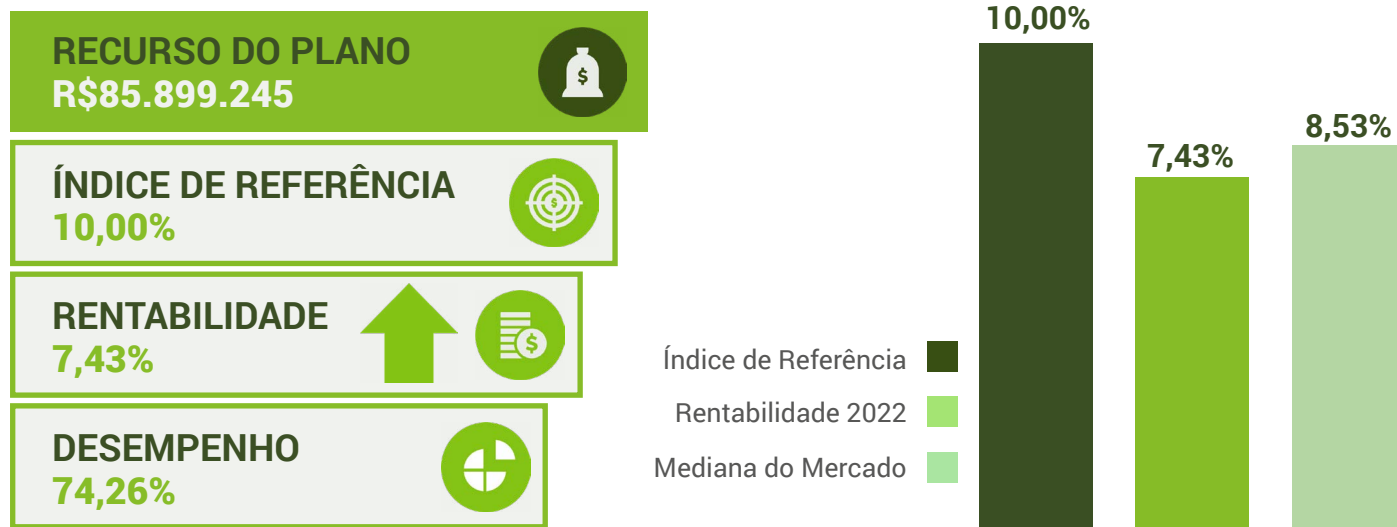 RECURSO DO PLANO
R$85.899.245
$
ÍNDICE DE REFERÊNCIA
10,00%
$
RENTABILIDADE
7,43%
$
DESEMPENHO
74,26%
10,00%
7,43%
8,53%
Índice de Referência
Rentabilidade 2022
Mediana do Mercado